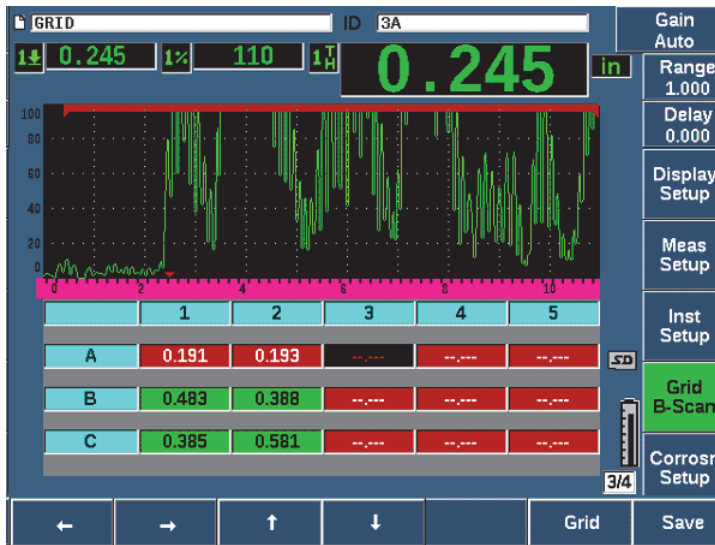 GRID ID 3A
1 0.245 1% 110 1TH 0.245 in
Gain
Auto
Range
1.000
Delay
0.000
Display
Setup
Meas
Setup
Inst
Setup
Grid
B-Scan
Corrosn
Setup
100
80
60
40
20
0
0 2 4 6 8 10
1 2 3 4 5
A 0.191 0.193 --.--- --.--- --.---
B 0.483 0.388 --.--- --.--- --.---
C 0.385 0.581 --.--- --.--- --.---
SD
3/4
← → ↑ ↓ Grid Save